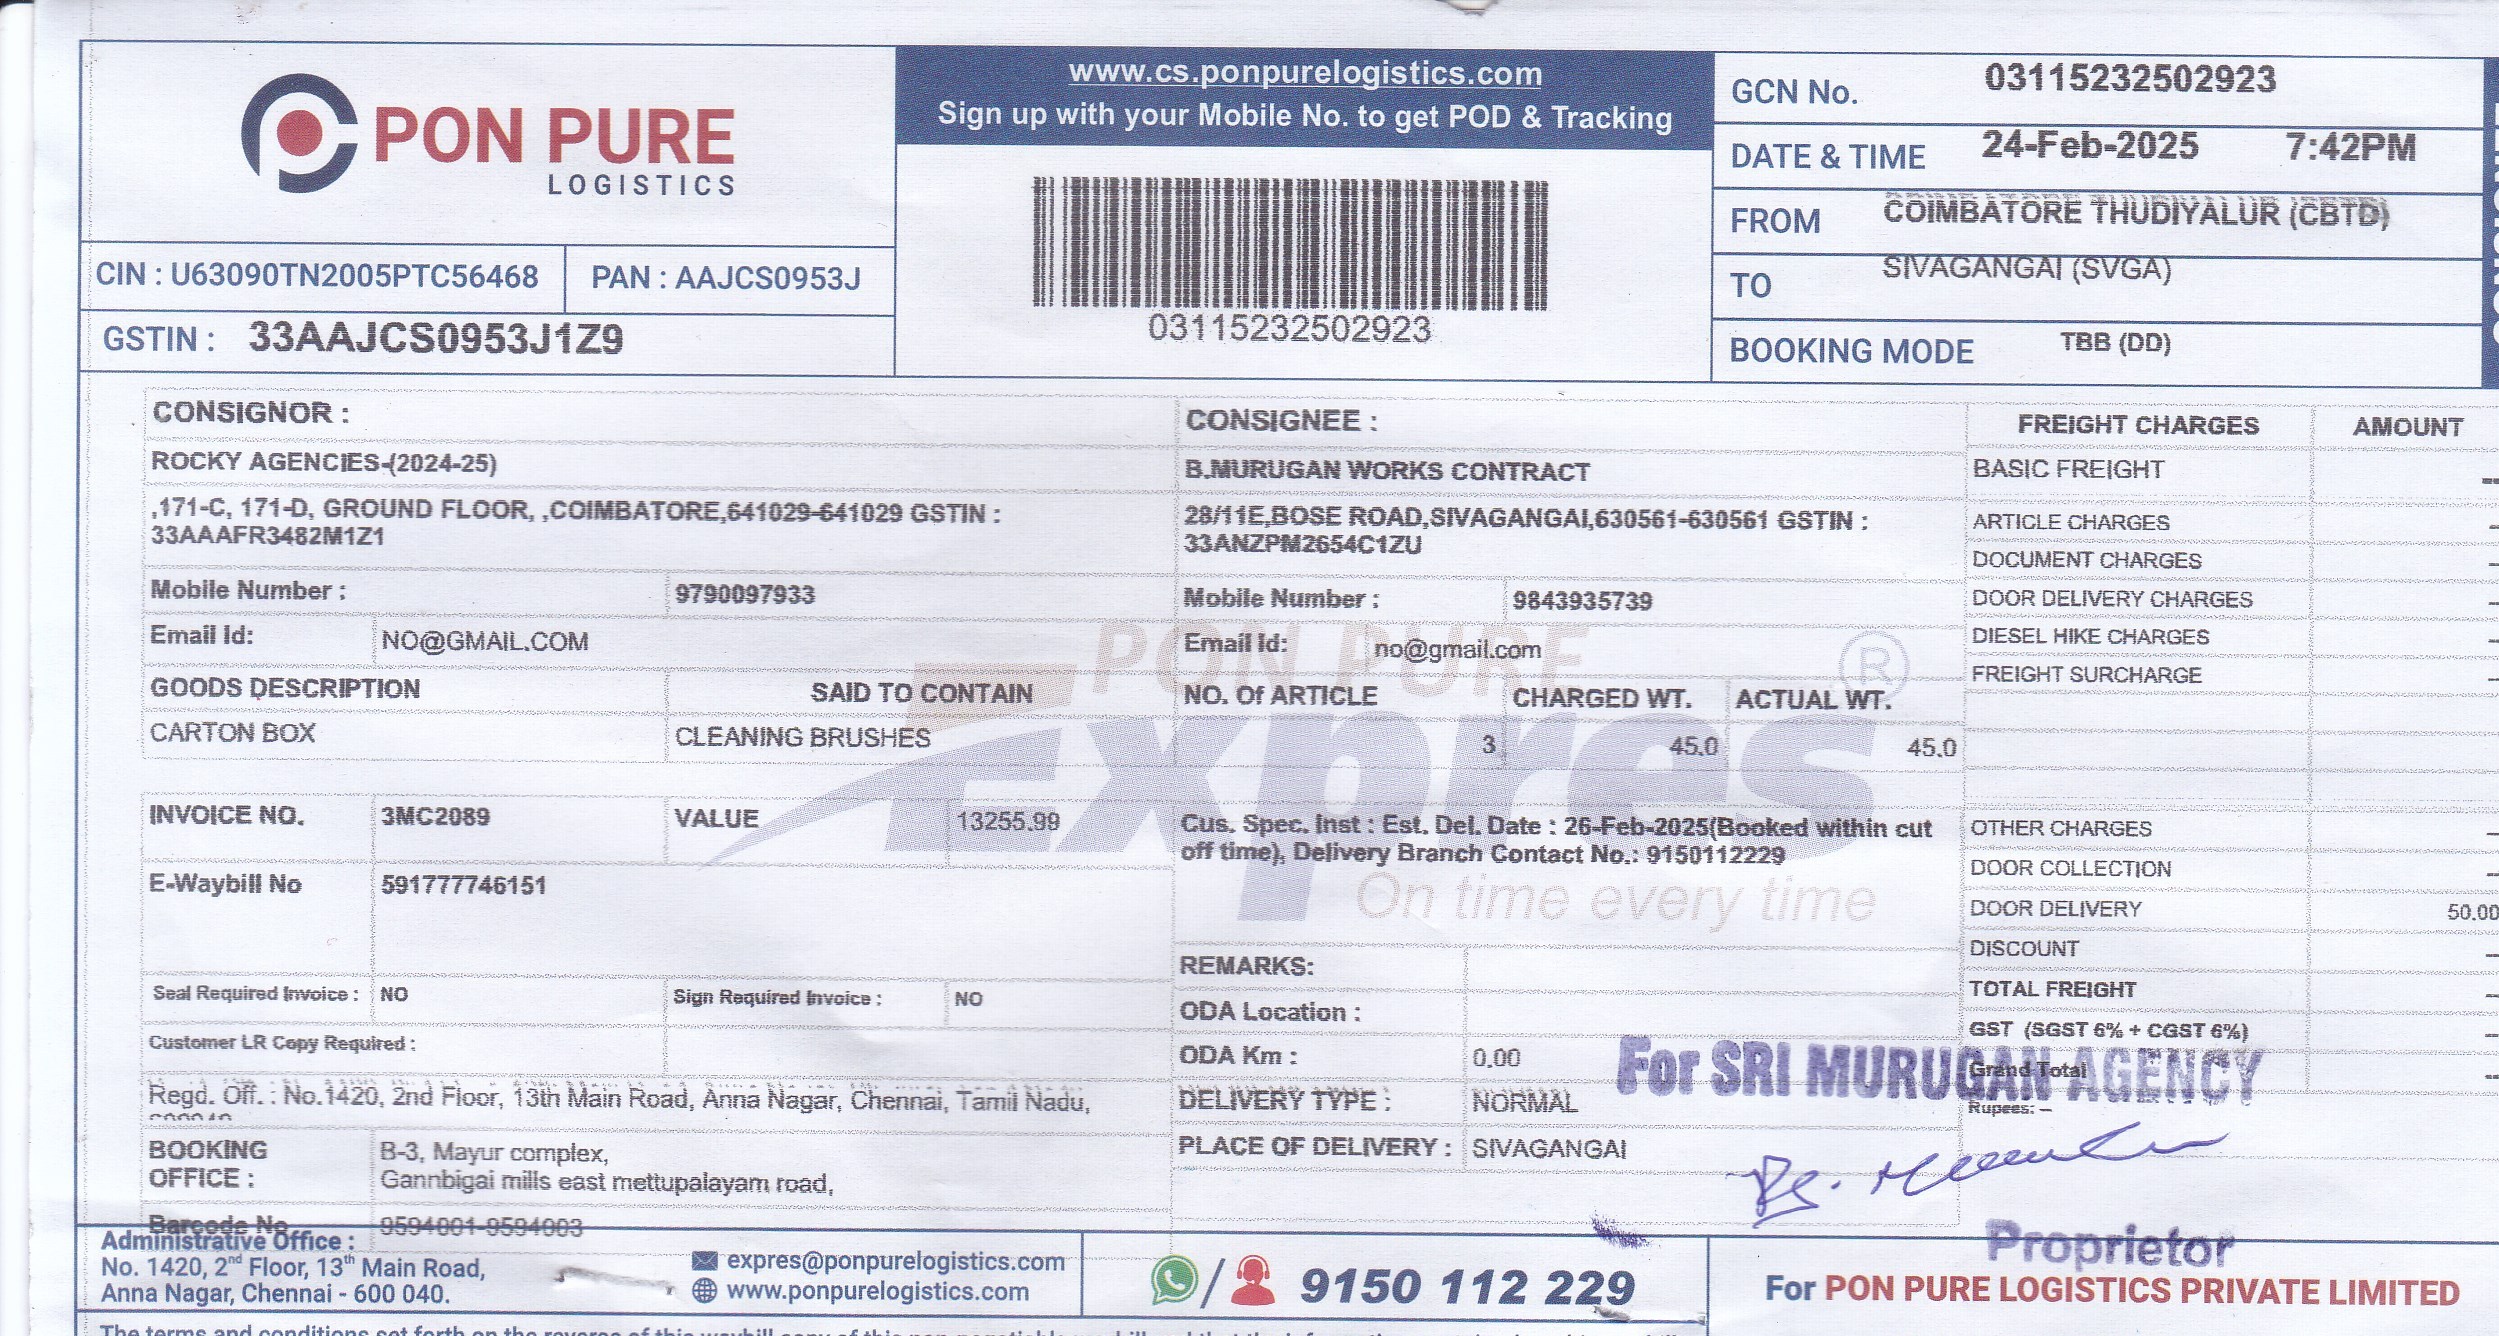 PON PURE
LOGISTICS
CIN : U63090TN2005PTC56468
PAN : AAJCS0953J
GSTIN : 33AAJCS0953J1Z9
www.cs.ponpurelogistics.com
Sign up with your Mobile No. to get POD & Tracking
03115232502923
GCN No. 03115232502923
DATE & TIME 24-Feb-2025 7:42PM
FROM COIMBATORE THUDIYALUR (CBTD)
TO SIVAGANGAI (SVGA)
BOOKING MODE TBB (DD)
CONSIGNOR :
ROCKY AGENCIES-(2024-25)
,171-C, 171-D, GROUND FLOOR, ,COIMBATORE,641029-641029 GSTIN :
33AAAFR3482M1Z1
Mobile Number : 9790097933
Email Id: NO@GMAIL.COM
GOODS DESCRIPTION SAID TO CONTAIN
CARTON BOX CLEANING BRUSHES
INVOICE NO. 3MC2089 VALUE 13255.99
E-Waybill No 591777746151
Seal Required Invoice : NO Sign Required Invoice : NO
Customer LR Copy Required :
Regd. Off. : No.1420, 2nd Floor, 13th Main Road, Anna Nagar, Chennai, Tamil Nadu,
BOOKING OFFICE : B-3, Mayur complex,
Gannbigai mills east mettupalayam road,
Barcode No 9594001-9594003
CONSIGNEE :
B.MURUGAN WORKS CONTRACT
28/11E,BOSE ROAD,SIVAGANGAI,630561-630561 GSTIN :
33ANZPM2654C1ZU
Mobile Number : 9843935739
Email Id: no@gmail.com
NO. Of ARTICLE CHARGED WT. ACTUAL WT.
3 45.0 45.0
PON PURE
Expres ®
On time every time
Cus. Spec. Inst : Est. Del. Date : 26-Feb-2025(Booked within cut
off time), Delivery Branch Contact No.: 9150112229
REMARKS:
ODA Location :
ODA Km : 0.00
DELIVERY TYPE : NORMAL
PLACE OF DELIVERY : SIVAGANGAI
FREIGHT CHARGES AMOUNT
BASIC FREIGHT
ARTICLE CHARGES
DOCUMENT CHARGES
DOOR DELIVERY CHARGES
DIESEL HIKE CHARGES
FREIGHT SURCHARGE
OTHER CHARGES
DOOR COLLECTION
DOOR DELIVERY 50.00
DISCOUNT
TOTAL FREIGHT
GST (SGST 6% + CGST 6%)
Grand Total
Rupees: --
For SRI MURUGAN AGENCY
Proprietor
Administrative Office :
No. 1420, 2nd Floor, 13th Main Road,
Anna Nagar, Chennai - 600 040.
expres@ponpurelogistics.com
www.ponpurelogistics.com
9150 112 229
For PON PURE LOGISTICS PRIVATE LIMITED